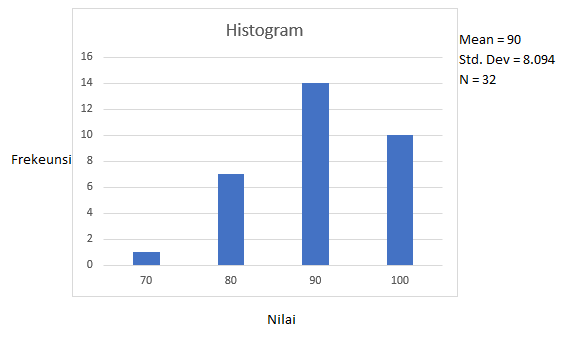 Histogram
Mean = 90
Std. Dev = 8.094
N = 32
16
14
12
10
8
6
4
2
0
Frekeunsi
70 80 90 100
Nilai